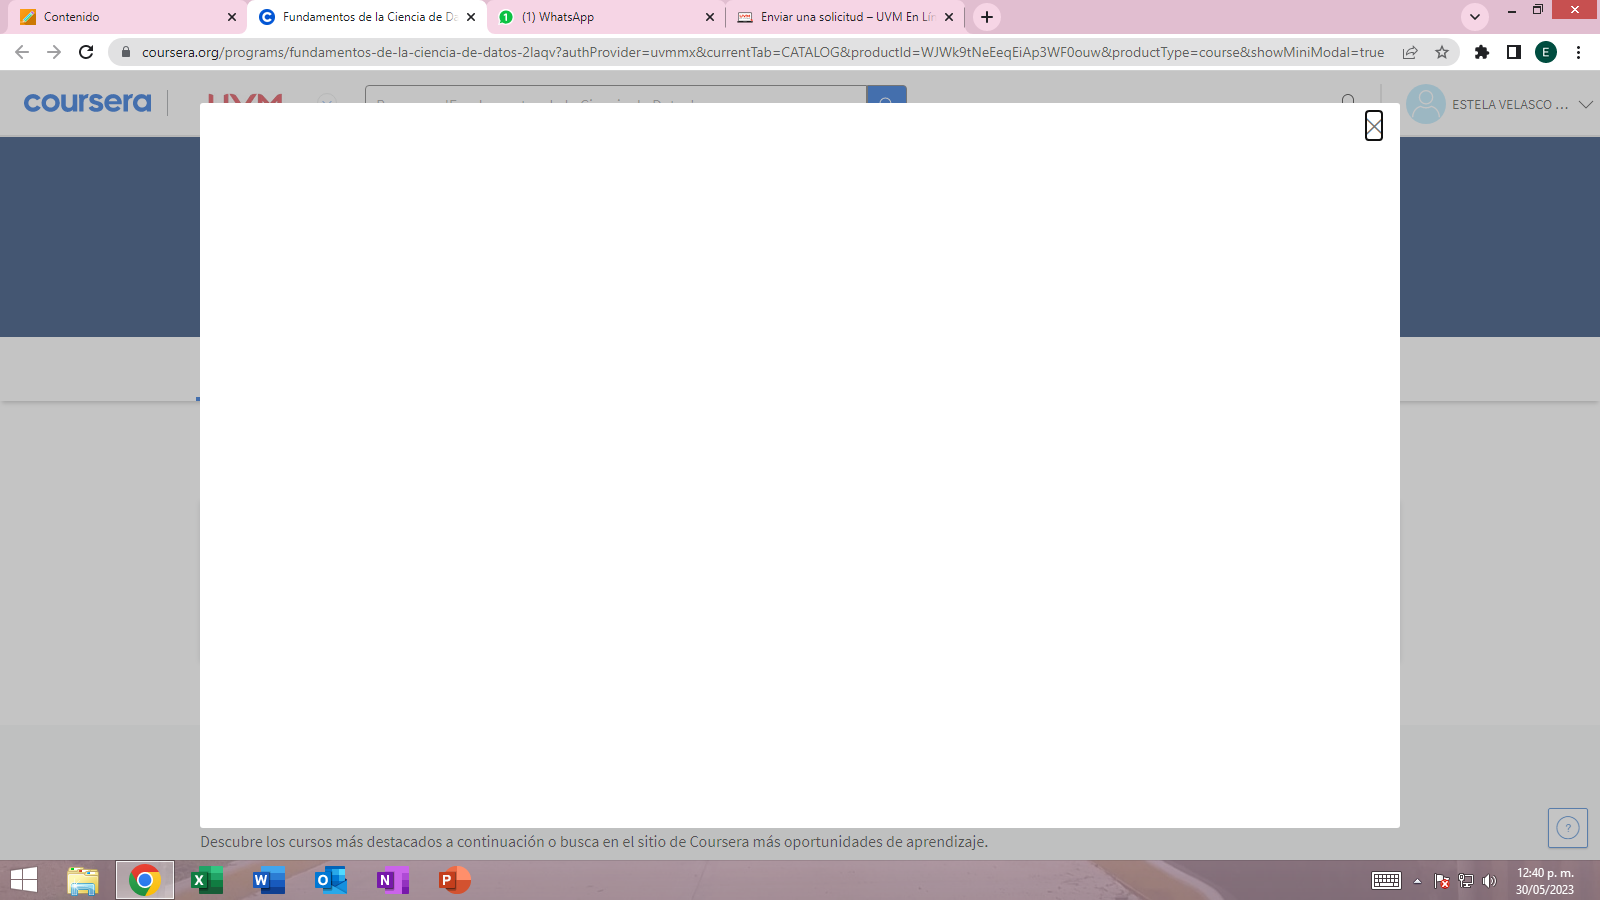 Contenido
Fundamentos de la Ciencia de Da
(1) WhatsApp
Enviar una solicitud – UVM En Lín
coursera.org/programs/fundamentos-de-la-ciencia-de-datos-2laqv?authProvider=uvmmx&currentTab=CATALOG&productId=WJWk9tNeEeqEiAp3WF0ouw&productType=course&showMiniModal=true
E
coursera
UVM
ESTELA VELASCO ...
Descubre los cursos más destacados a continuación o busca en el sitio de Coursera más oportunidades de aprendizaje.
12:40 p. m.
30/05/2023